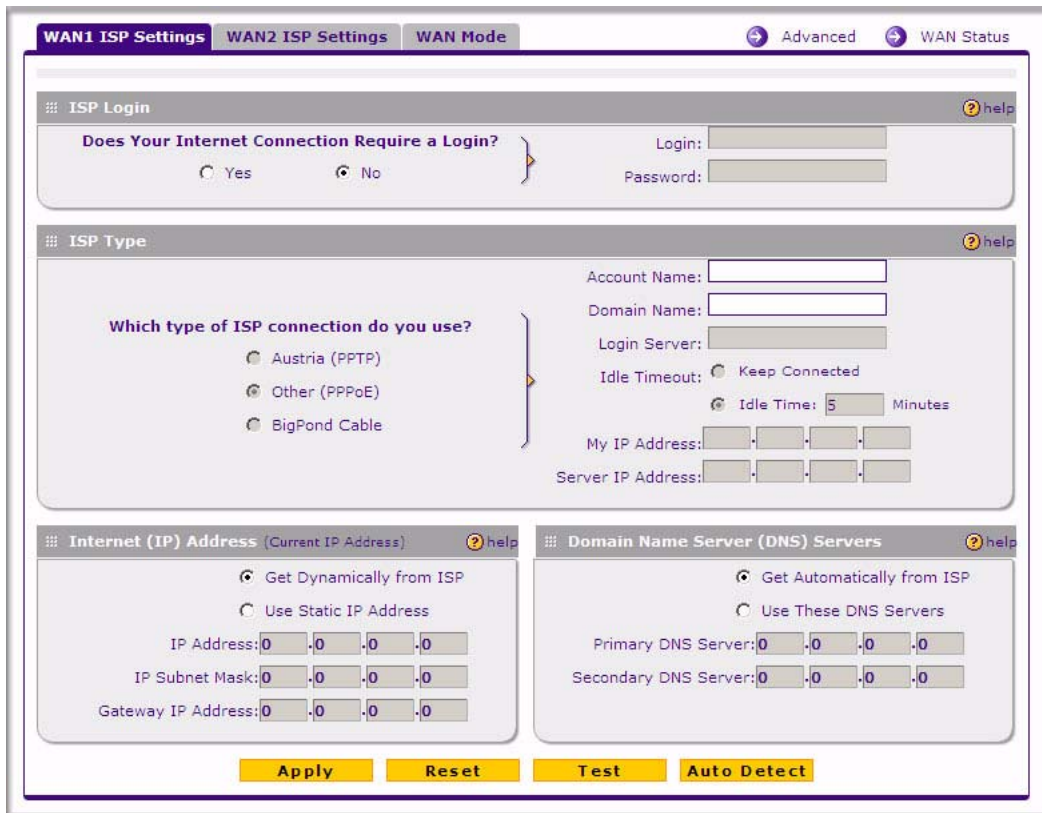 WAN1 ISP Settings WAN2 ISP Settings WAN Mode Advanced WAN Status
ISP Login help
Does Your Internet Connection Require a Login?
Yes No
Login:
Password:
ISP Type help
Which type of ISP connection do you use?
Austria (PPTP)
Other (PPPoE)
BigPond Cable
Account Name:
Domain Name:
Login Server:
Idle Timeout: Keep Connected
Idle Time: 5 Minutes
My IP Address: . . .
Server IP Address: . . .
Internet (IP) Address (Current IP Address) help
Get Dynamically from ISP
Use Static IP Address
IP Address: 0 .0 .0 .0
IP Subnet Mask: 0 .0 .0 .0
Gateway IP Address: 0 .0 .0 .0
Domain Name Server (DNS) Servers help
Get Automatically from ISP
Use These DNS Servers
Primary DNS Server: 0 .0 .0 .0
Secondary DNS Server: 0 .0 .0 .0
Apply Reset Test Auto Detect